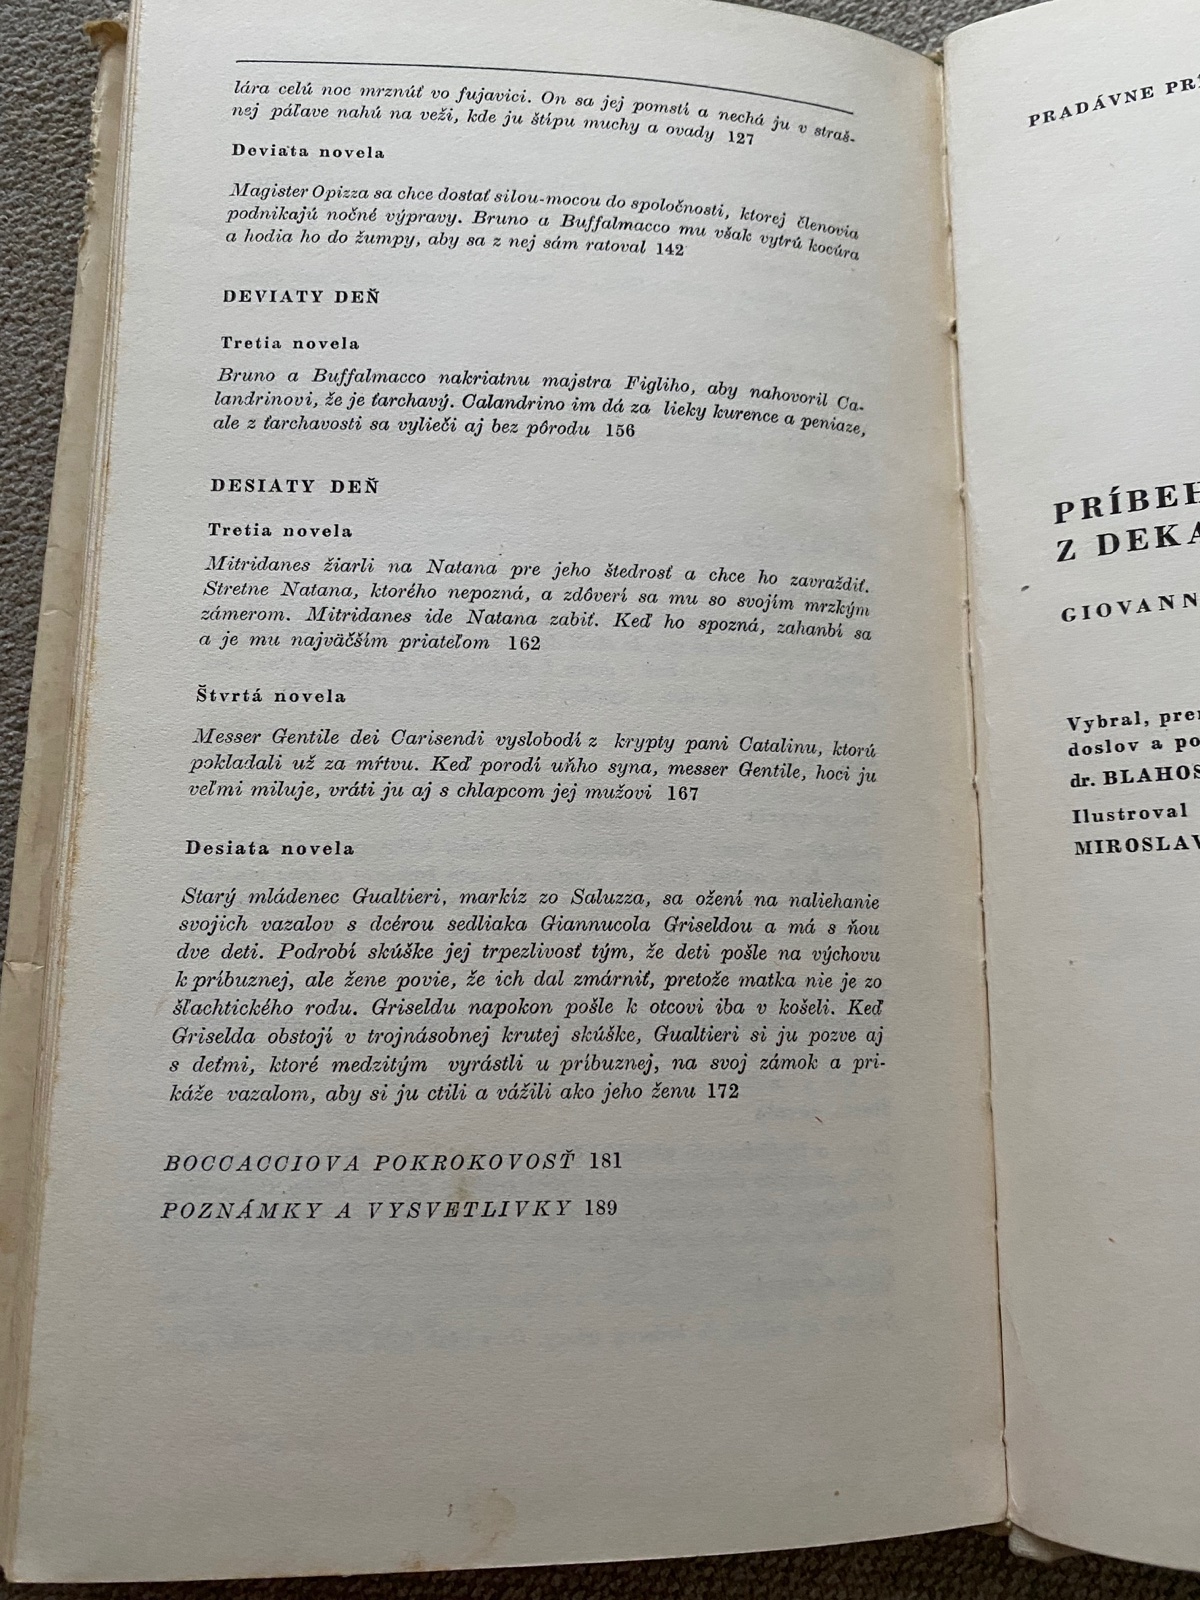 lára celú noc mrznúť vo fujavici. On sa jej pomstí a nechá ju v straš-
nej páľave nahú na veži, kde ju štípu muchy a ovady 127
Deviata novela
Magister Opizza sa chce dostať silou-mocou do spoločnosti, ktorej členovia
podnikajú nočné výpravy. Bruno a Buffalmacco mu však vytrú kocúra
a hodia ho do žumpy, aby sa z nej sám ratoval 142
DEVIATY DEŇ
Tretia novela
Bruno a Buffalmacco nakriatnu majstra Figliho, aby nahovoril Ca-
landrinovi, že je ťarchavý. Calandrino im dá za lieky kurence a peniaze,
ale z ťarchavosti sa vylieči aj bez pôrodu 156
DESIATY DEŇ
Tretia novela
Mitridanes žiarli na Natana pre jeho štedrosť a chce ho zavraždiť.
Stretne Natana, ktorého nepozná, a zdôverí sa mu so svojím mrzkým
zámerom. Mitridanes ide Natana zabiť. Keď ho spozná, zahanbí sa
a je mu najväčším priateľom 162
Štvrtá novela
Messer Gentile dei Carisendi vyslobodí z krypty pani Catalinu, ktorú
pokladali už za mŕtvu. Keď porodí uňho syna, messer Gentile, hoci ju
veľmi miluje, vráti ju aj s chlapcom jej mužovi 167
Desiata novela
Starý mládenec Gualtieri, markíz zo Saluzza, sa ožení na naliehanie
svojich vazalov s dcérou sedliaka Giannucola Griseldou a má s ňou
dve deti. Podrobí skúške jej trpezlivosť tým, že deti pošle na výchovu
k príbuznej, ale žene povie, že ich dal zmárniť, pretože matka nie je zo
šľachtického rodu. Griseldu napokon pošle k otcovi iba v košeli. Keď
Griselda obstojí v trojnásobnej krutej skúške, Gualtieri si ju pozve aj
s deťmi, ktoré medzitým vyrástli u príbuznej, na svoj zámok a pri-
káže vazalom, aby si ju ctili a vážili ako jeho ženu 172
BOCCACCIOVA POKROKOVOSŤ 181
POZNÁMKY A VYSVETLIVKY 189
PRADÁVNE PRÍ
PRÍBEH
Z DEKA
GIOVANN
Vybral, pre
doslov a po
dr. BLAHOS
Ilustroval
MIROSLAV